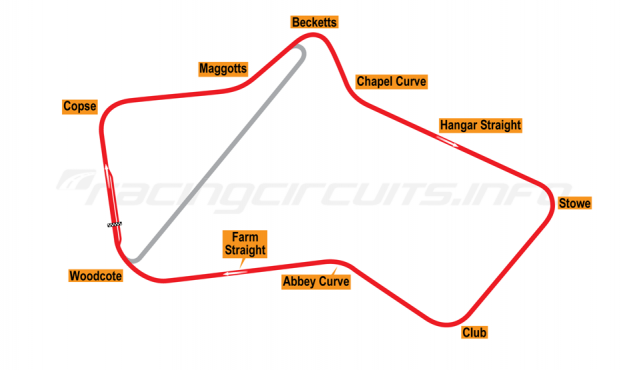 Becketts
Maggotts
Chapel Curve
Copse
Hangar Straight
racingcircuits.info
Stowe
Farm
Straight
Woodcote
Abbey Curve
Club